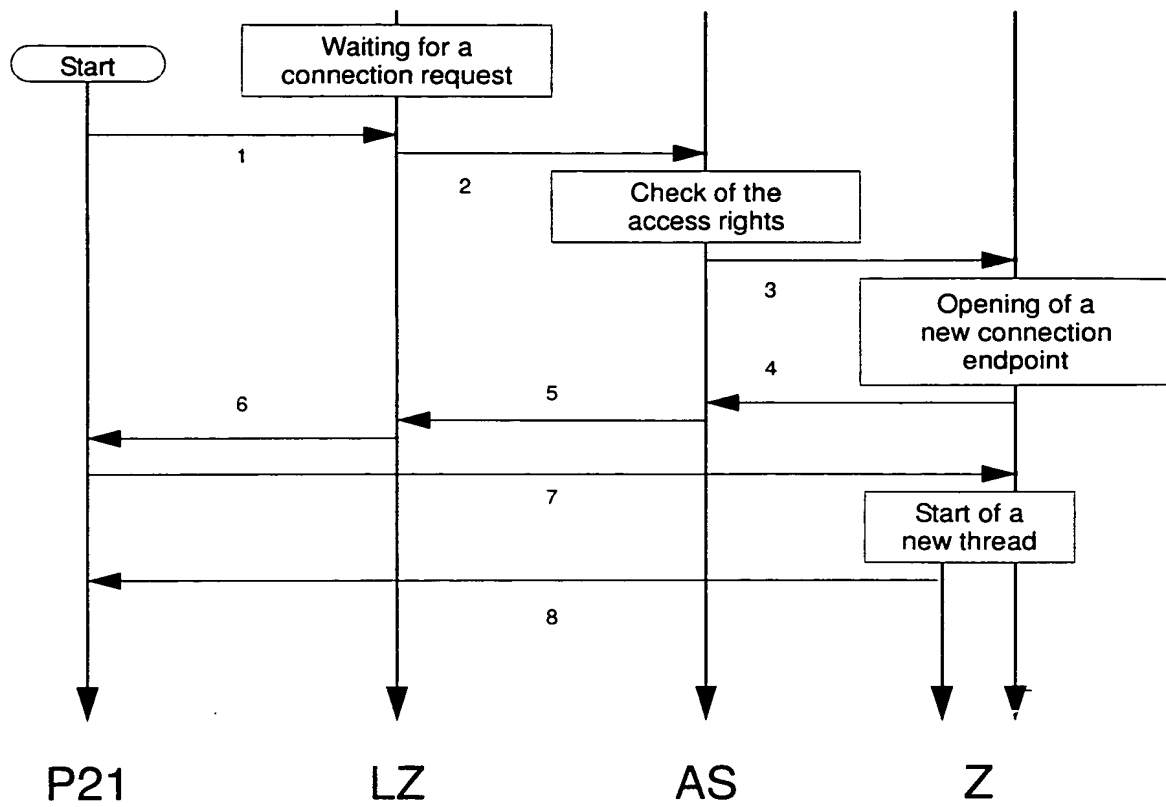 Start
Waiting for a
connection request
1
2
Check of the
access rights
3
Opening of a
new connection
endpoint
4
5
6
7
Start of a
new thread
8
P21
LZ
AS
Z